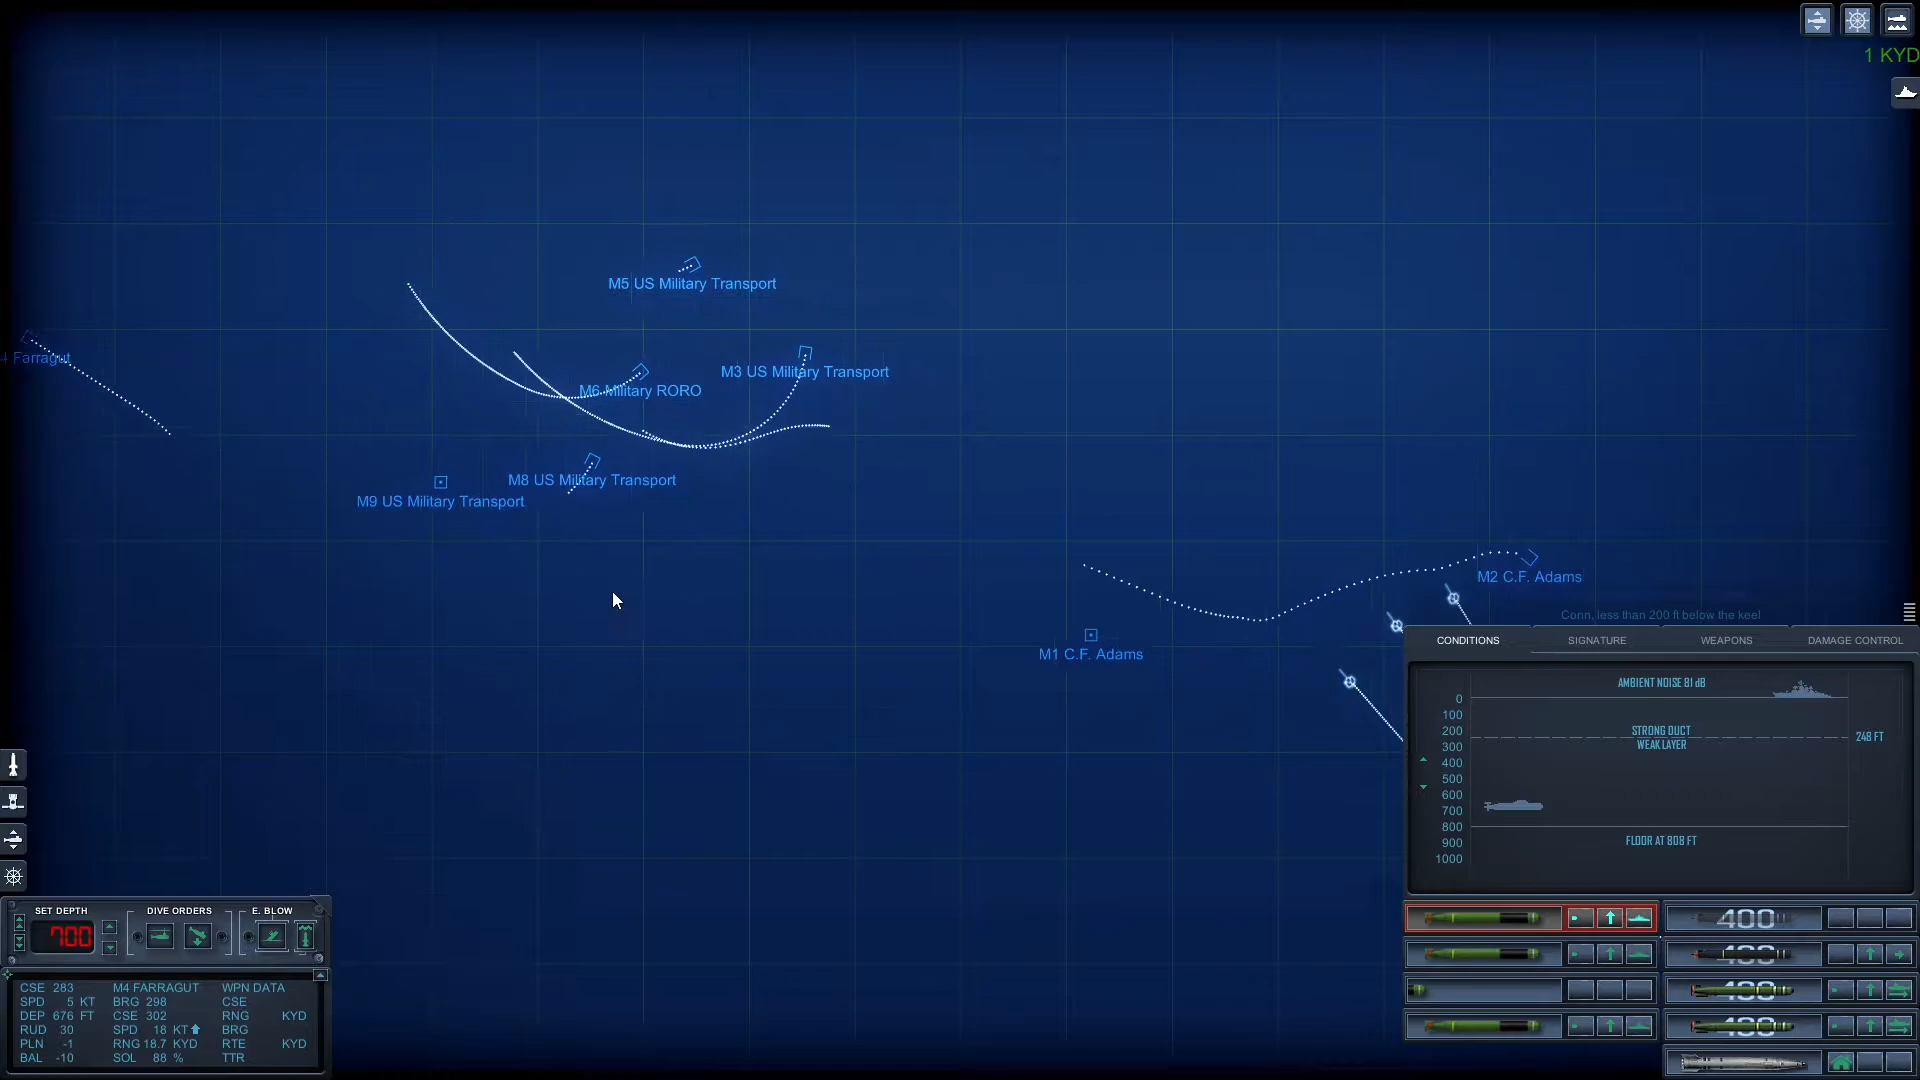 1 KYD
M5 US Military Transport
Farragut
M3 US Military Transport
M6 Military RORO
M8 US Military Transport
M9 US Military Transport
M2 C.F. Adams
Conn, less than 200 ft below the keel
M1 C.F. Adams
CONDITIONS SIGNATURE WEAPONS DAMAGE CONTROL
AMBIENT NOISE 81 dB
0
100
200 STRONG DUCT
248 FT
300 WEAK LAYER
400
500
600
700
800
900 FLOOR AT 808 FT
1000
SET DEPTH DIVE ORDERS E. BLOW
700
CSE 283 M4 FARRAGUT WPN DATA
SPD 5 KT BRG 298 CSE
DEP 676 FT CSE 302 RNG KYD
RUD 30 SPD 18 KT BRG
PLN -1 RNG 18.7 KYD RTE KYD
BAL -10 SOL 88 % TTR
400
400
400
400